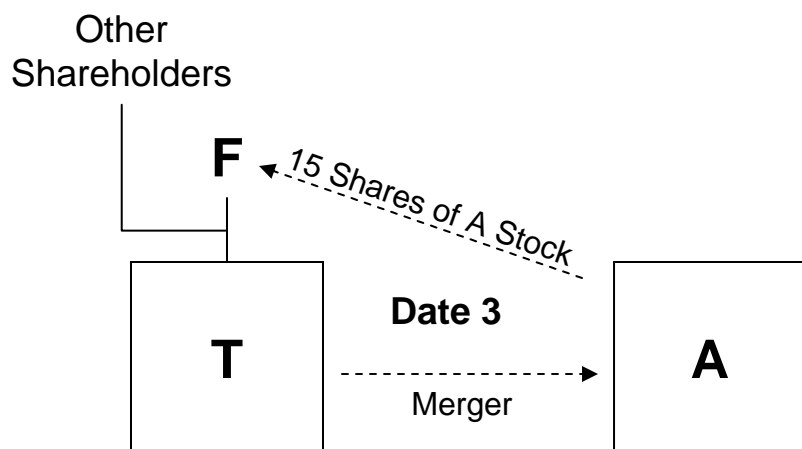 Other
Shareholders
F
15 Shares of A Stock
Date 3
T
A
Merger